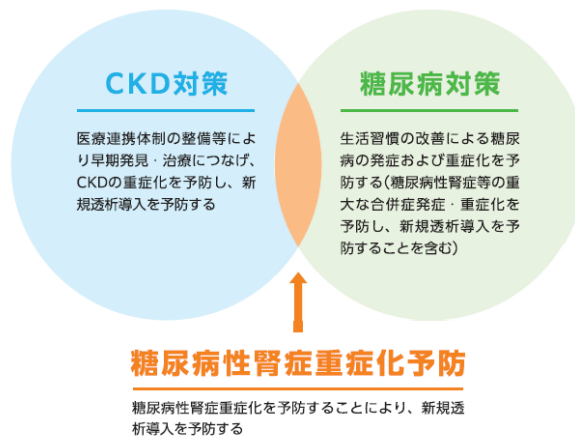 CKD対策
医療連携体制の整備等によ
り早期発見・治療につなげ、
CKDの重症化を予防し、新
規透析導入を予防する
糖尿病対策
生活習慣の改善による糖尿
病の発症および重症化を予
防する(糖尿病性腎症等の重
大な合併症発症・重症化を
予防し、新規透析導入を予
防することを含む)
糖尿病性腎症重症化予防
糖尿病性腎症重症化を予防することにより、新規透
析導入を予防する